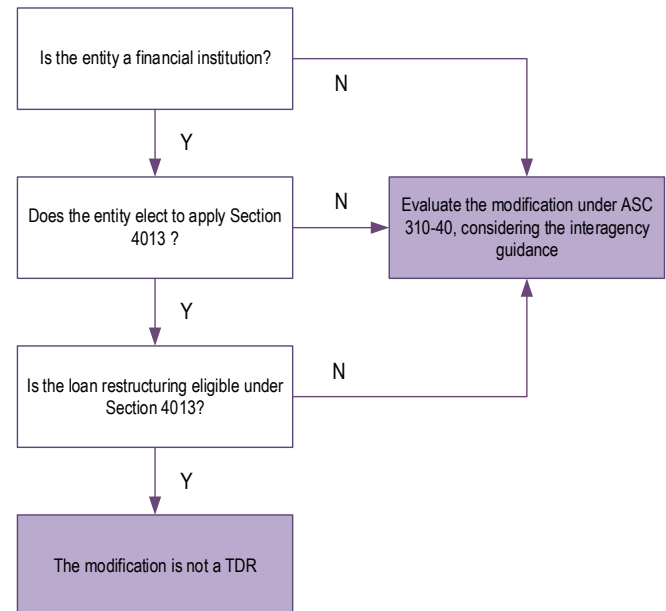 Is the entity a financial institution?
N
Y
Does the entity elect to apply Section
4013 ?
N
Evaluate the modification under ASC
310-40, considering the interagency
guidance
Y
Is the loan restructuring eligible under
Section 4013?
N
Y
The modification is not a TDR